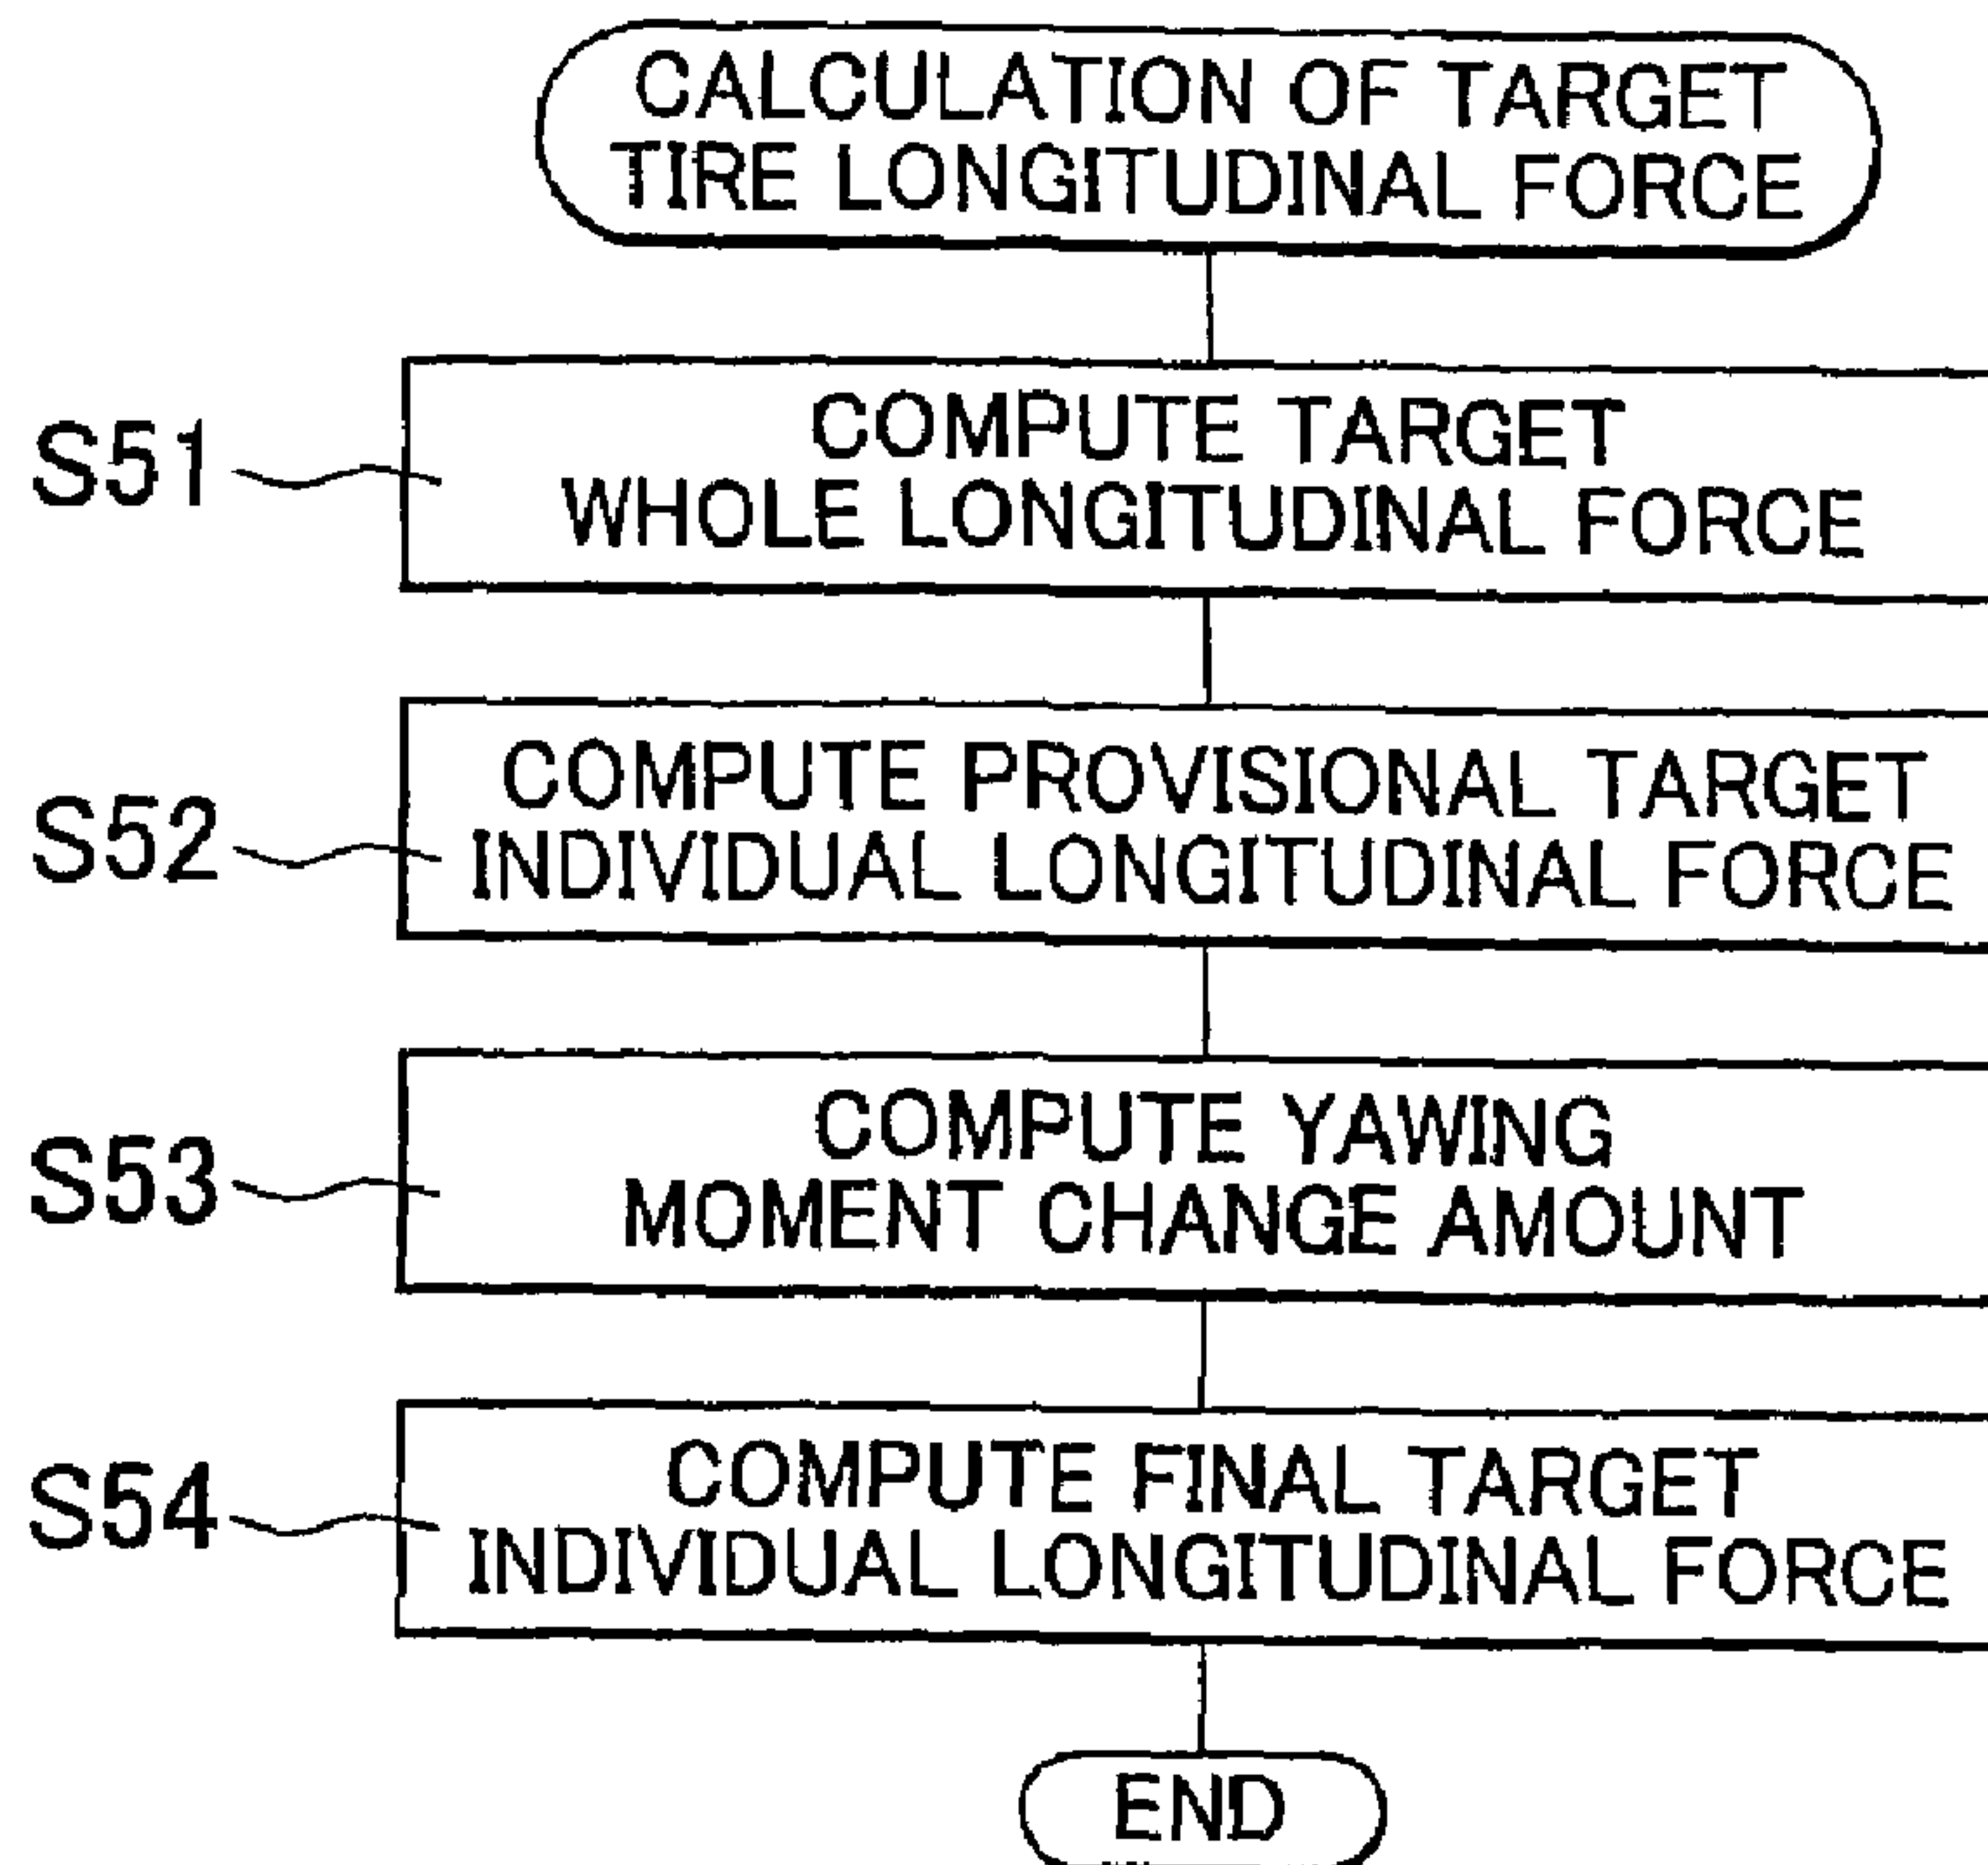 CALCULATION OF TARGET
TIRE LONGITUDINAL FORCE
S51
COMPUTE TARGET
WHOLE LONGITUDINAL FORCE
S52
COMPUTE PROVISIONAL TARGET
INDIVIDUAL LONGITUDINAL FORCE
S53
COMPUTE YAWING
MOMENT CHANGE AMOUNT
S54
COMPUTE FINAL TARGET
INDIVIDUAL LONGITUDINAL FORCE
END